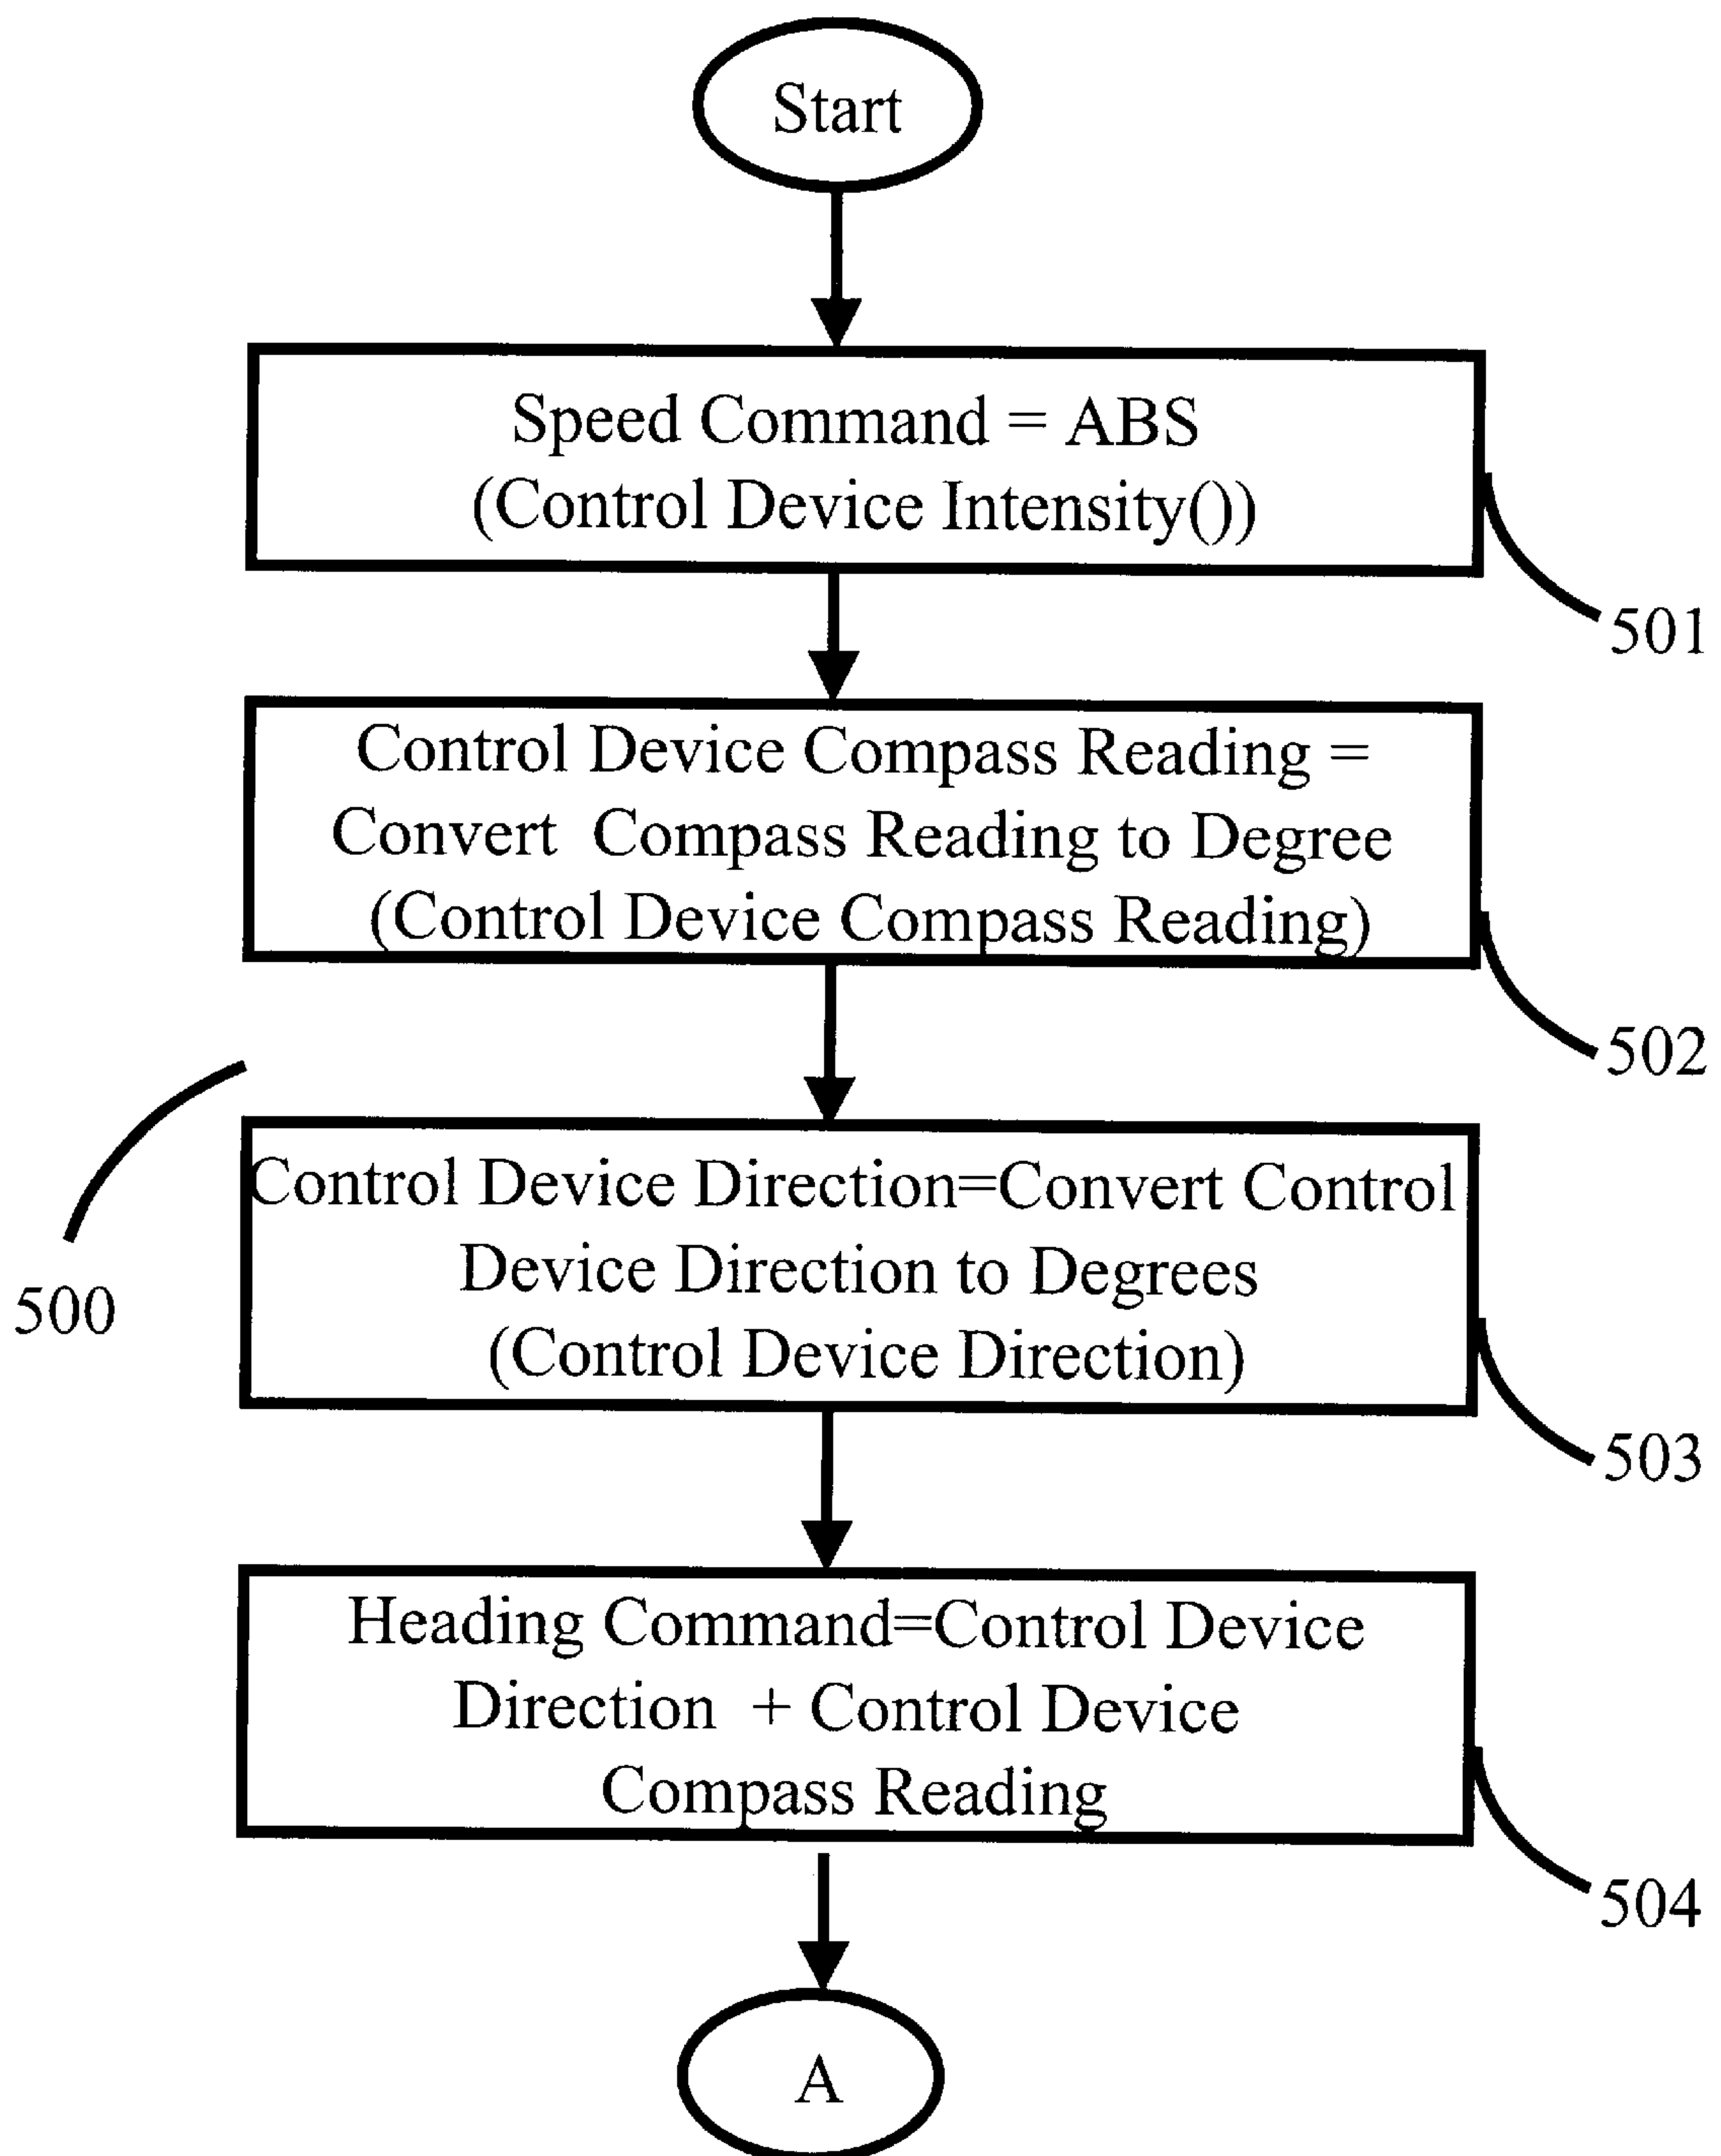 Start
Speed Command = ABS
(Control Device Intensity())
501
Control Device Compass Reading =
Convert Compass Reading to Degree
(Control Device Compass Reading)
502
500
Control Device Direction=Convert Control
Device Direction to Degrees
(Control Device Direction)
503
Heading Command=Control Device
Direction + Control Device
Compass Reading
504
A